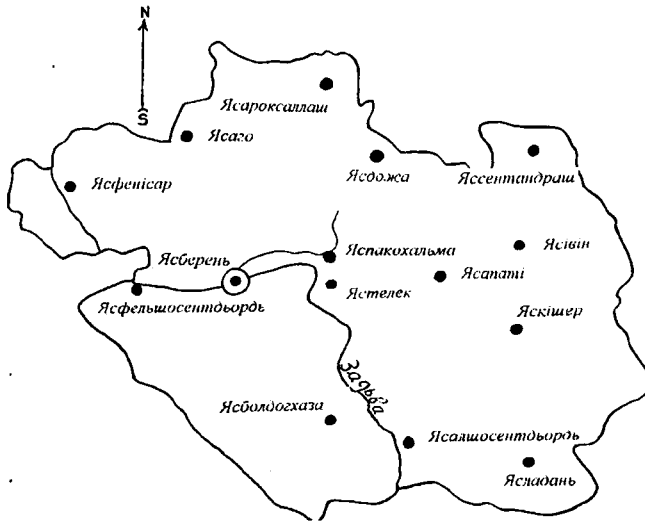 N
S
Ясароксаллаш
Ясаго
Ясдожа
Яссентандраш
Ясфенісар
Ясберень
Яспакохальма
Ясівін
Ясапаті
Ясфельшосентдьордь
Ястелек
Яскішер
Задьва
Ясболдогхаза
Ясалшосентдьордь
Ясладань